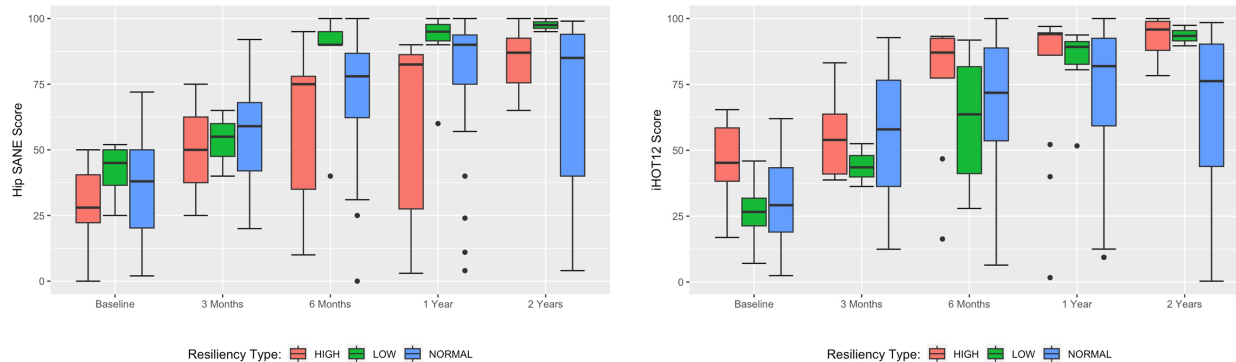 100
75
50
25
0
Hip SANE Score
Baseline
3 Months
6 Months
1 Year
2 Years
Resiliency Type: HIGH LOW NORMAL
100
75
50
25
0
iHOT12 Score
Baseline
3 Months
6 Months
1 Year
2 Years
Resiliency Type: HIGH LOW NORMAL